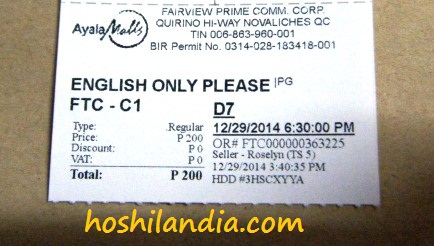 Ayala Malls
FAIRVIEW PRIME COMM. CORP.
QUIRINO HI-WAY NOVALICHES QC
TIN 006-863-960-001
BIR Permit No. 0314-028-183418-001
ENGLISH ONLY PLEASE PG
FTC - C1 D7
Type: Regular 12/29/2014 6:30:00 PM
Price: P 200 OR# FTC000000363225
Discount: P 0 Seller - Roselyn (TS 5)
VAT: P 0 12/29/2014 3:40:35 PM
Total: P 200 HDD #3HSCXYYA
hoshilandia.com